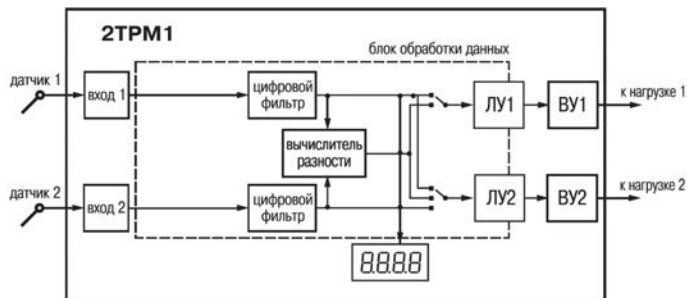 2ТРМ1
блок обработки данных
датчик 1
вход 1
цифровой
фильтр
ЛУ1
ВУ1
к нагрузке 1
вычислитель
разности
датчик 2
вход 2
цифровой
фильтр
ЛУ2
ВУ2
к нагрузке 2
8.8.8.8